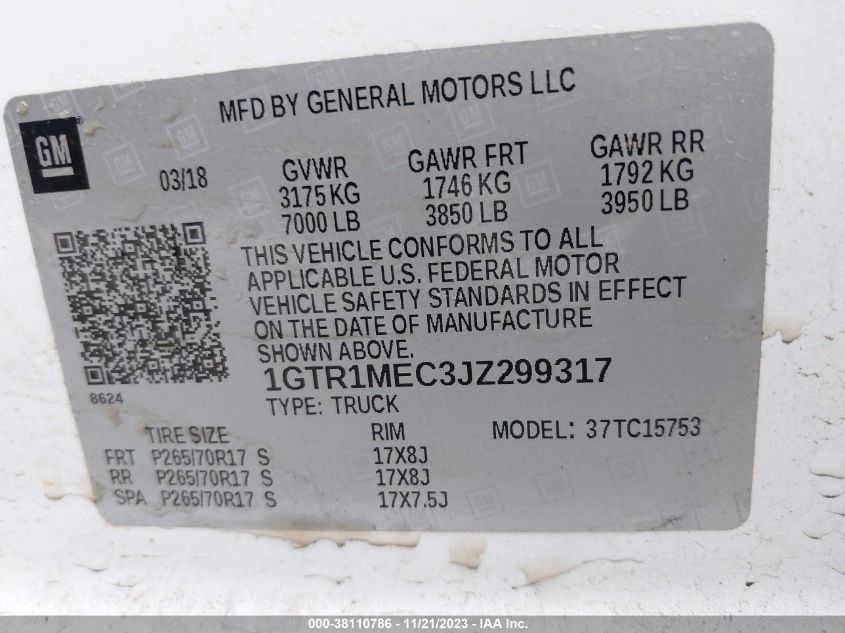 MFD BY GENERAL MOTORS LLC
GM
03/18
GVWR GAWR FRT GAWR RR
3175 KG 1746 KG 1792 KG
7000 LB 3850 LB 3950 LB
THIS VEHICLE CONFORMS TO ALL
APPLICABLE U.S. FEDERAL MOTOR
VEHICLE SAFETY STANDARDS IN EFFECT
ON THE DATE OF MANUFACTURE
SHOWN ABOVE.
1GTR1MEC3JZ299317
8624
TYPE: TRUCK
TIRE SIZE RIM MODEL: 37TC15753
FRT P265/70R17 S 17X8J
RR P265/70R17 S 17X8J
SPA P265/70R17 S 17X7.5J
000-38110786 - 11/21/2023 - IAA Inc.